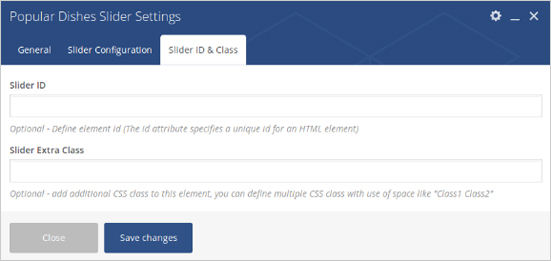 Popular Dishes Slider Settings
General Slider Configuration Slider ID & Class
Slider ID
Optional - Define element id (The id attribute specifies a unique id for an HTML element)
Slider Extra Class
Optional - add additional CSS class to this element, you can define multiple CSS class with use of space like "Class1 Class2"
Close Save changes